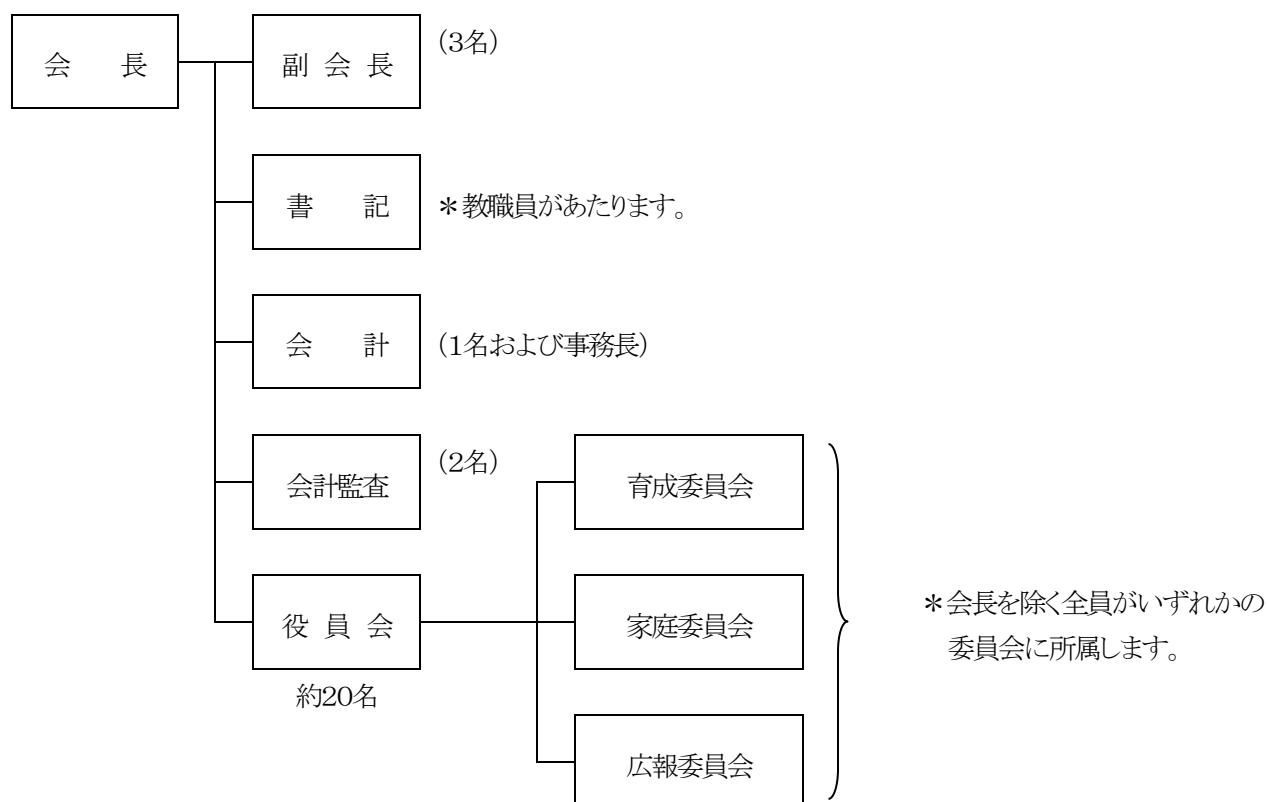 会　長
副 会 長
（3名）
書　記
＊教職員があたります。
会　計
（1名および事務長）
会計監査
（2名）
育成委員会
役 員 会
約20名
家庭委員会
＊会長を除く全員がいずれかの
委員会に所属します。
広報委員会